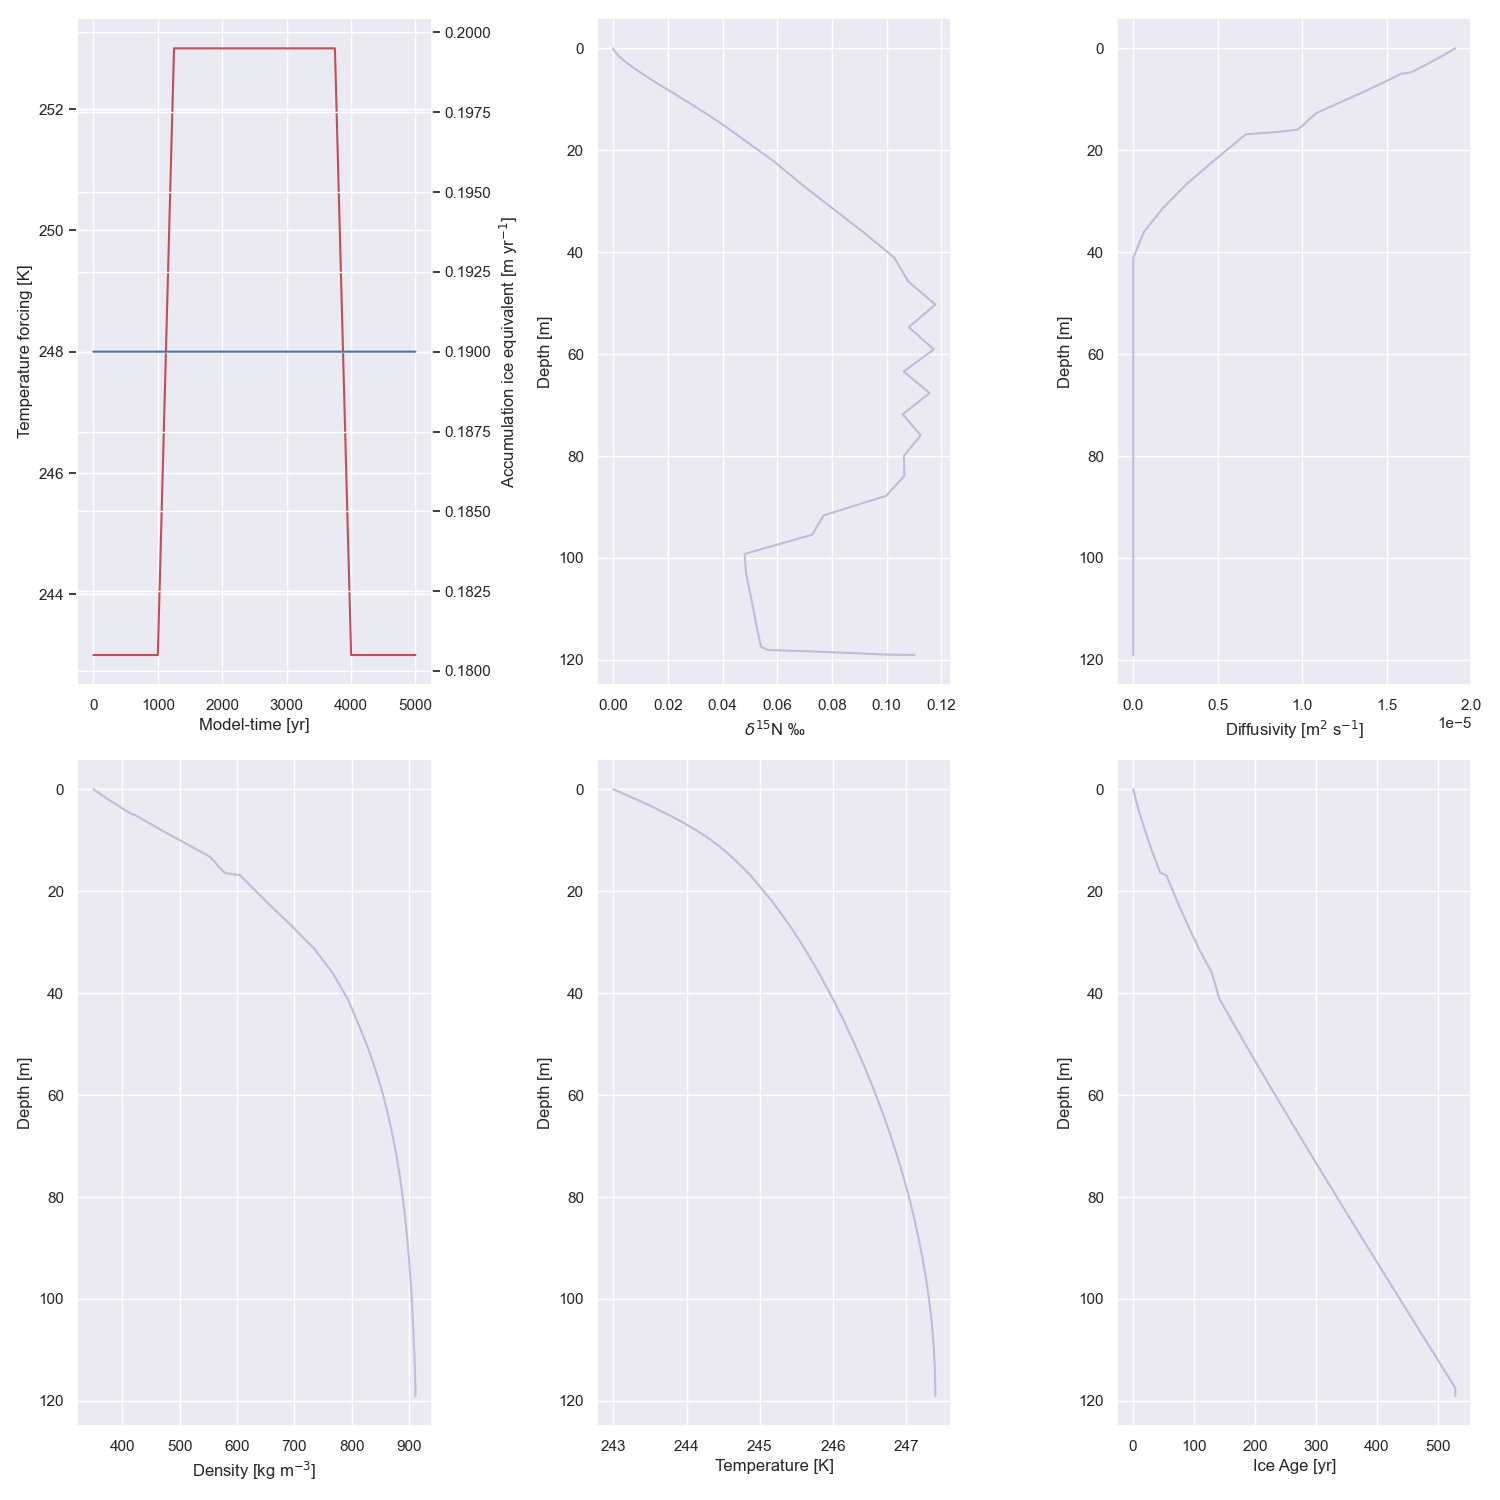 252
250
248
246
244
Temperature forcing [K]
0 1000 2000 3000 4000 5000
Model-time [yr]
0.2000
0.1975
0.1950
0.1925
0.1900
0.1875
0.1850
0.1825
0.1800
Accumulation ice equivalent [m yr⁻¹]
0
20
40
60
80
100
120
Depth [m]
0.00 0.02 0.04 0.06 0.08 0.10 0.12
δ¹⁵N ‰
0
20
40
60
80
100
120
Depth [m]
0.0 0.5 1.0 1.5 2.0
1e−5
Diffusivity [m² s⁻¹]
0
20
40
60
80
100
120
Depth [m]
400 500 600 700 800 900
Density [kg m⁻³]
0
20
40
60
80
100
120
Depth [m]
243 244 245 246 247
Temperature [K]
0
20
40
60
80
100
120
Depth [m]
0 100 200 300 400 500
Ice Age [yr]